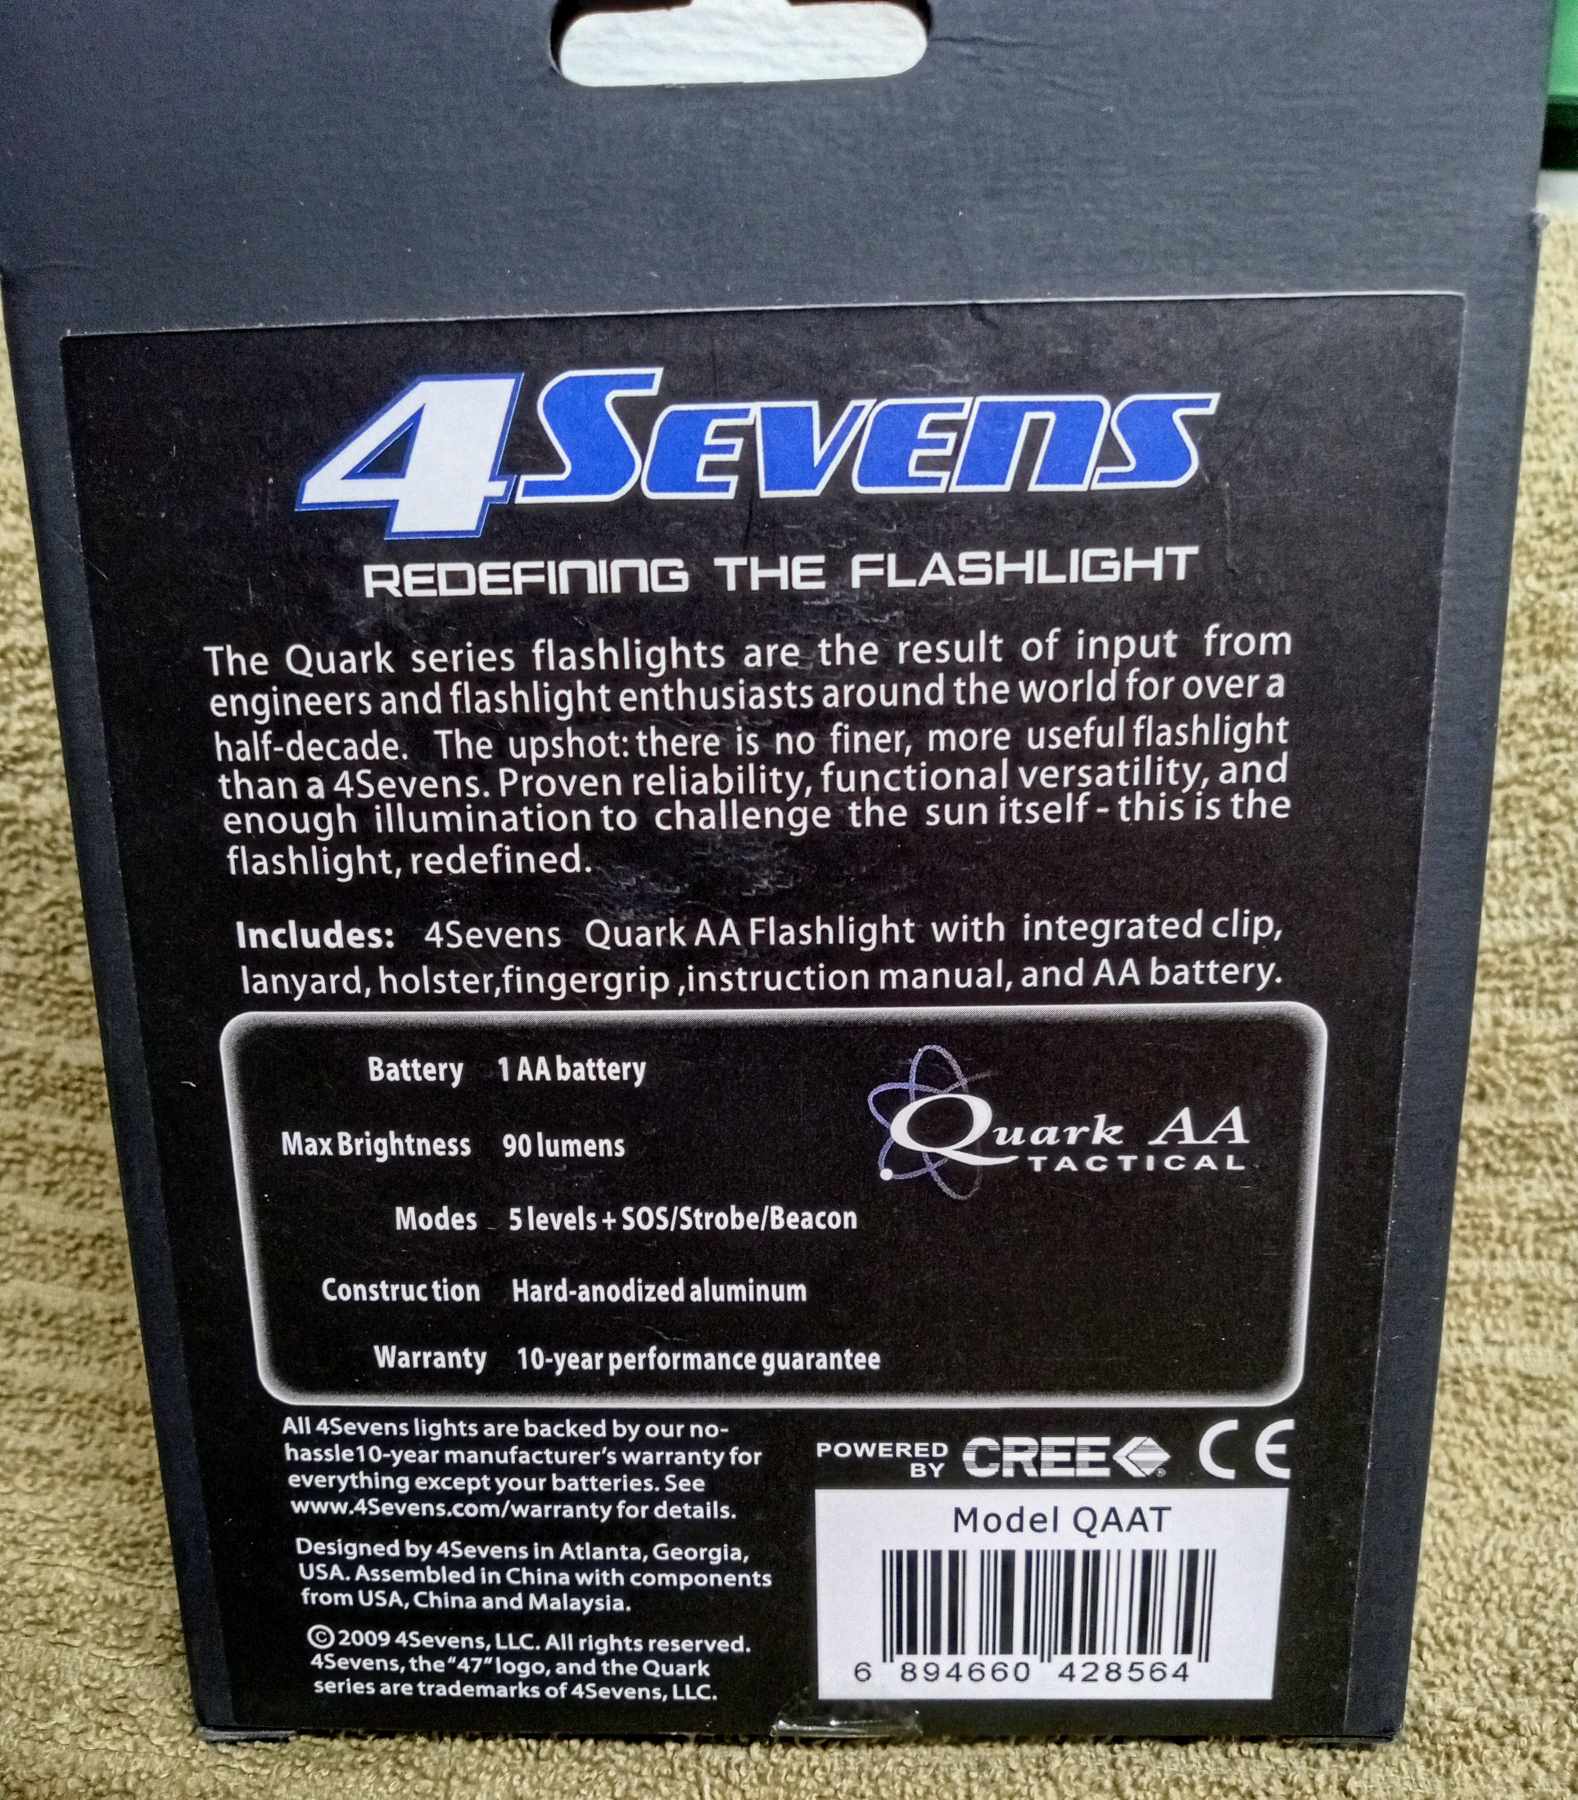 4Sevens
REDEFINING THE FLASHLIGHT
The Quark series flashlights are the result of input from
engineers and flashlight enthusiasts around the world for over a
half-decade. The upshot: there is no finer, more useful flashlight
than a 4Sevens. Proven reliability, functional versatility, and
enough illumination to challenge the sun itself - this is the
flashlight, redefined.
Includes: 4Sevens Quark AA Flashlight with integrated clip,
lanyard, holster,fingergrip ,instruction manual, and AA battery.
Battery 1 AA battery
Max Brightness 90 lumens
Modes 5 levels + SOS/Strobe/Beacon
Construction Hard-anodized aluminum
Warranty 10-year performance guarantee
Quark AA
TACTICAL
All 4Sevens lights are backed by our no-
hassle10-year manufacturer's warranty for
everything except your batteries. See
www.4Sevens.com/warranty for details.
Designed by 4Sevens in Atlanta, Georgia,
USA. Assembled in China with components
from USA, China and Malaysia.
©2009 4Sevens, LLC. All rights reserved.
4Sevens, the "47" logo, and the Quark
series are trademarks of 4Sevens, LLC.
POWERED
BY
CREE
CE
Model QAAT
6 894660 428564